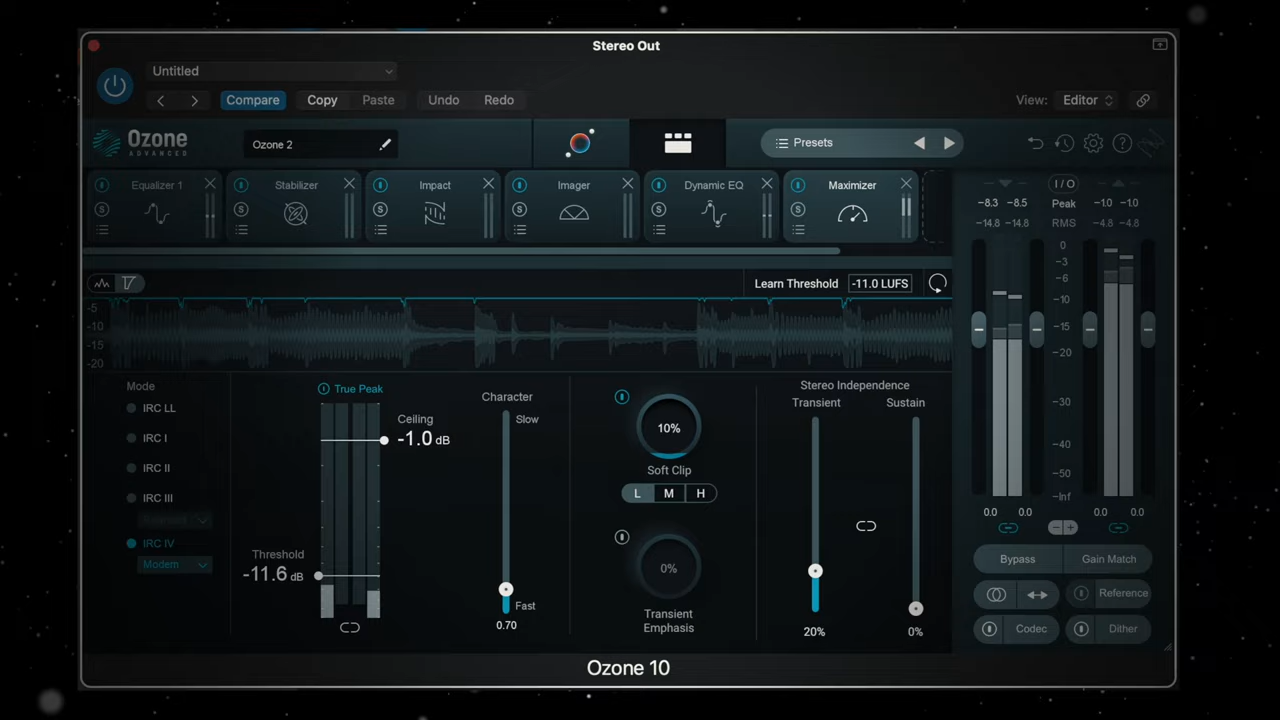 Stereo Out
Untitled
Compare Copy Paste Undo Redo View: Editor
Ozone
ADVANCED
Ozone 2
Presets
Equalizer 1 Stabilizer Impact Imager Dynamic EQ Maximizer
S S S S S S
I / O
Peak
-8.3 -8.5 -1.0 -1.0
-14.8 -14.8 RMS -4.8 -4.8
Learn Threshold -11.0 LUFS
-5
-10
-15
-20
0
-3
-6
-10
-15
-20
-30
-40
-50
-Inf
0.0 0.0 0.0 0.0
Mode
IRC LL
IRC I
IRC II
IRC III
IRC IV
Modern
True Peak
Ceiling
-1.0 dB
Threshold
-11.6 dB
Character
Slow
Fast
0.70
10%
Soft Clip
L M H
0%
Transient
Emphasis
Stereo Independence
Transient Sustain
20% 0%
Bypass Gain Match
Reference
Codec Dither
Ozone 10